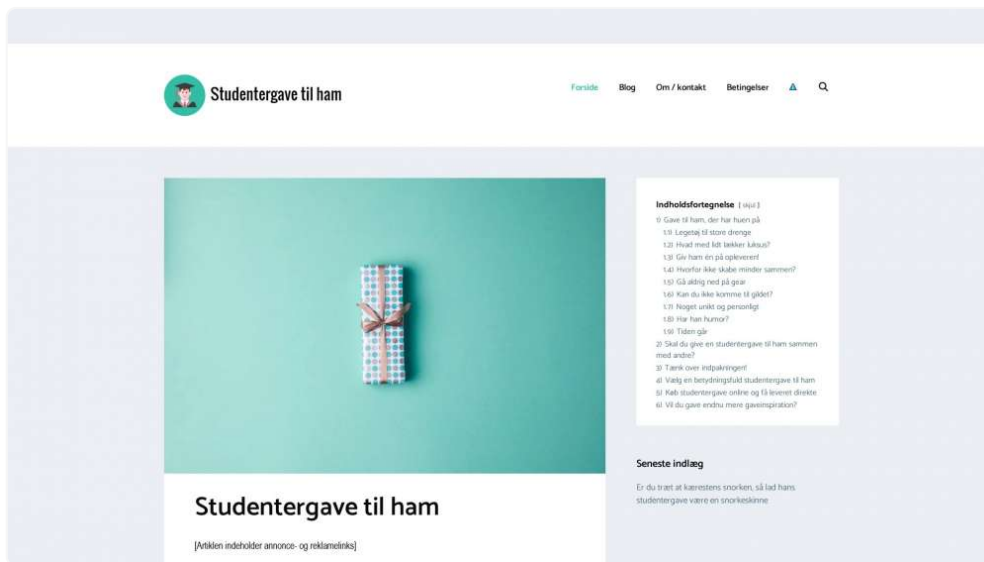 Studentergave til ham
Forside Blog Om / kontakt Betingelser
Indholdsfortegnelse [ skjul ]
1) Gave til ham, der har huen på
1.1) Legetøj til store drenge
1.2) Hvad med lidt lækker luksus?
1.3) Giv ham én på opleveren!
1.4) Hvorfor ikke skabe minder sammen?
1.5) Gå aldrig ned på gear
1.6) Kan du ikke komme til gildet?
1.7) Noget unikt og personligt
1.8) Har han humor?
1.9) Tiden går
2) Skal du give en studentergave til ham sammen
med andre?
3) Tænk over indpakningen!
4) Vælg en betydningsfuld studentergave til ham
5) Køb studentergave online og få leveret direkte
6) Vil du gave endnu mere gaveinspiration?
Seneste indlæg
Er du træt at kærestens snorken, så lad hans
studentergave være en snorkeskinne
Studentergave til ham
[Artiklen indeholder annonce- og reklamelinks]